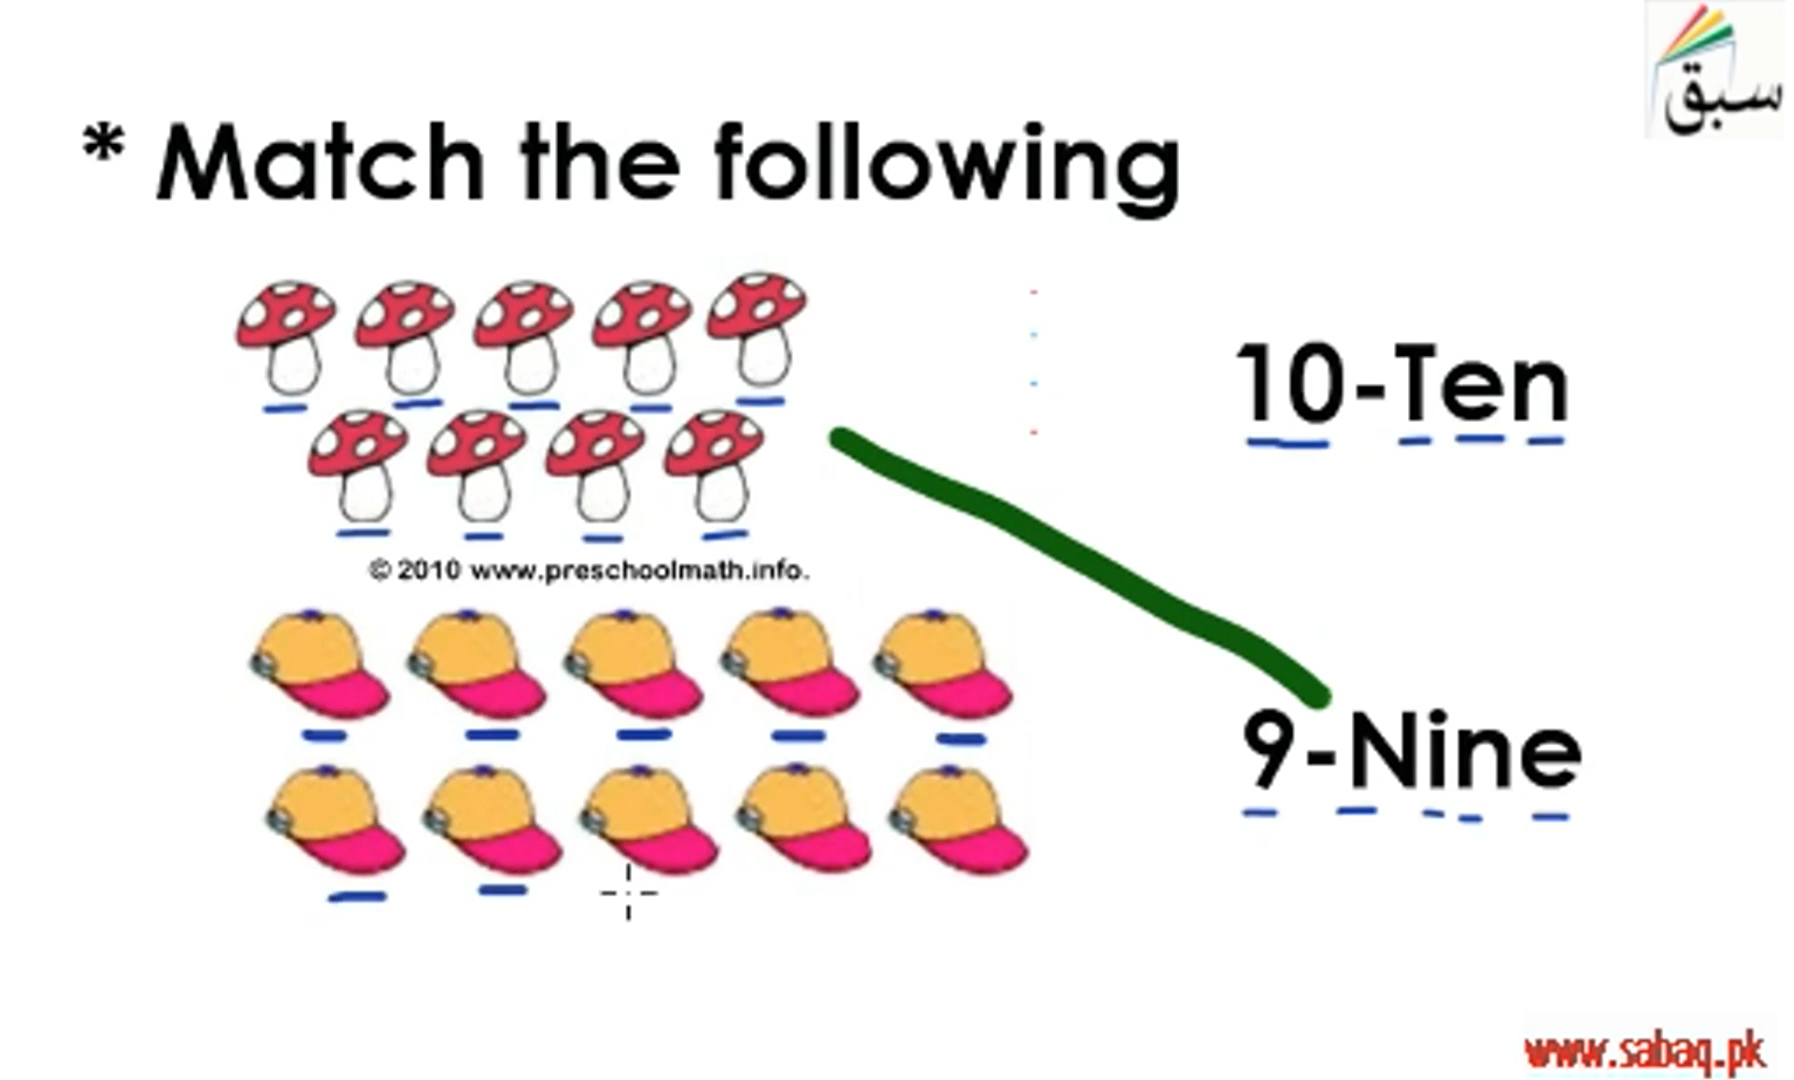 سبق
* Match the following
10-Ten
© 2010 www.preschoolmath.info.
9-Nine
www.sabaq.pk